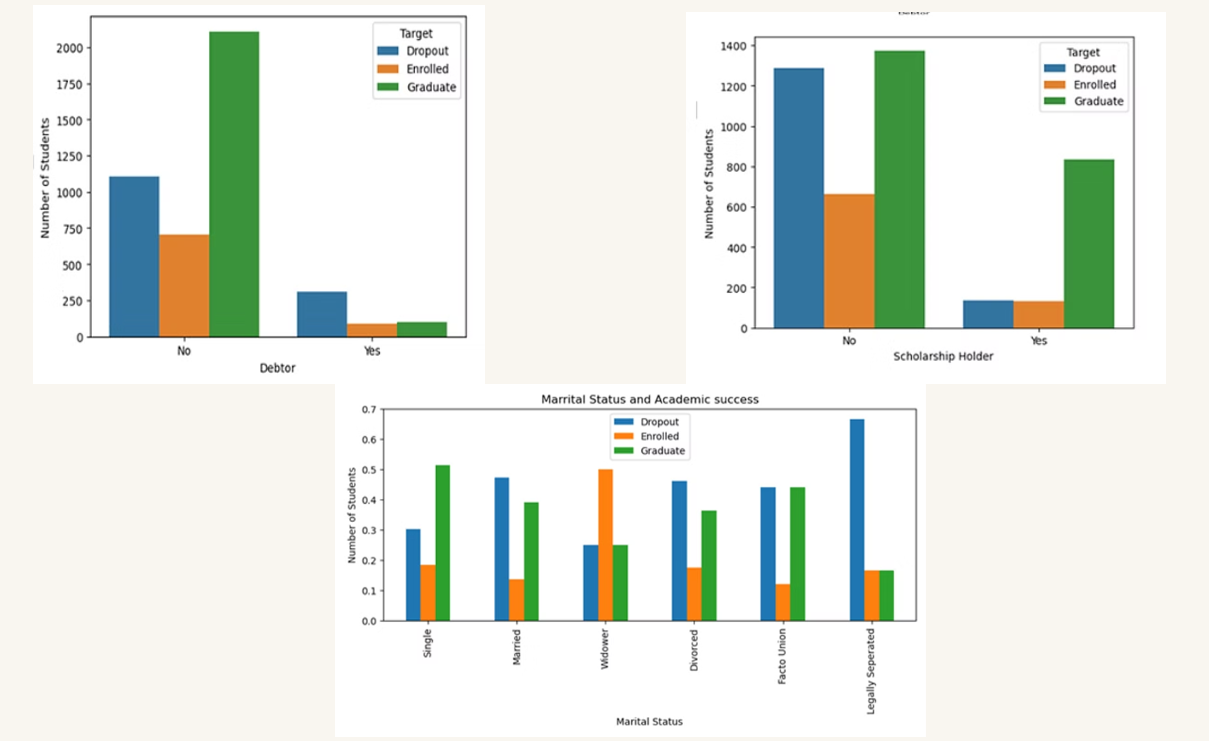 Number of Students
2000
1750
1500
1250
1000
750
500
250
0
Target
Dropout
Enrolled
Graduate
No
Yes
Debtor
Number of Students
1400
1200
1000
800
600
400
200
0
Target
Dropout
Enrolled
Graduate
No
Yes
Scholarship Holder
Marrital Status and Academic success
Number of Students
0.7
0.6
0.5
0.4
0.3
0.2
0.1
0.0
Dropout
Enrolled
Graduate
Single
Married
Widower
Divorced
Facto Union
Legally Seperated
Marital Status